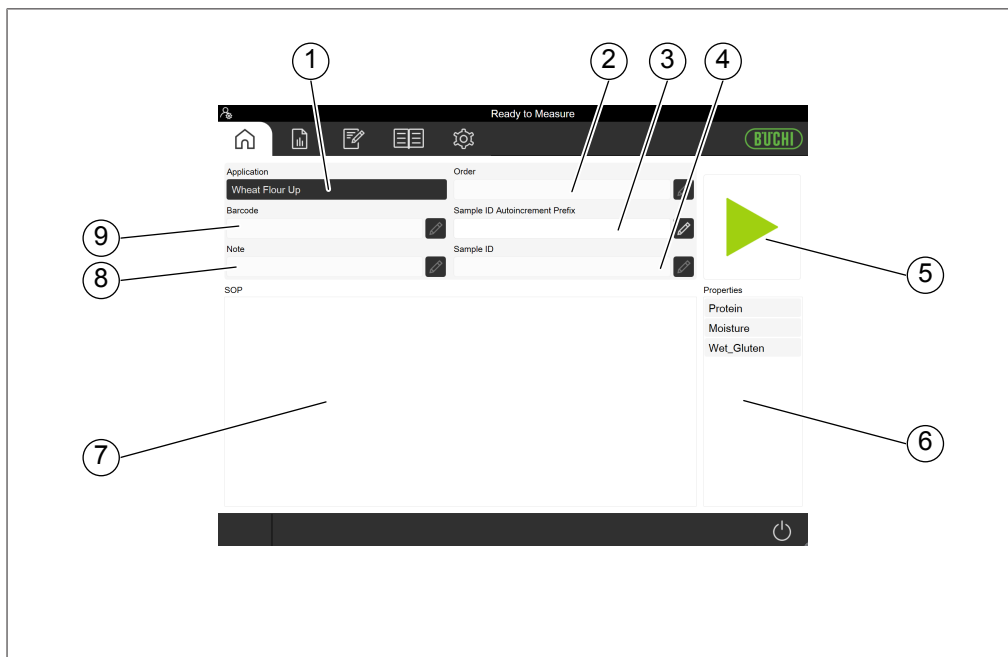 1
2
3
4
Ready to Measure
BUCHI
Application
Order
Wheat Flour Up
Barcode
Sample ID Autoincrement Prefix
9
Note
Sample ID
8
5
SOP
Properties
Protein
Moisture
Wet_Gluten
7
6